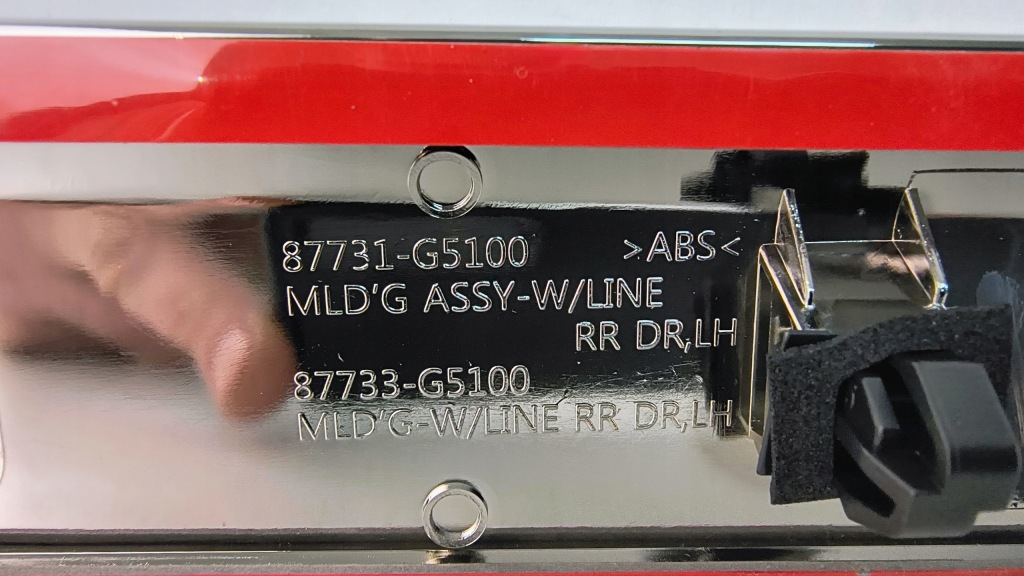 87731-G5100 >ABS<
MLD'G ASSY-W/LINE
RR DR,LH
87733-G5100
MLD'G-W/LINE RR DR,LH